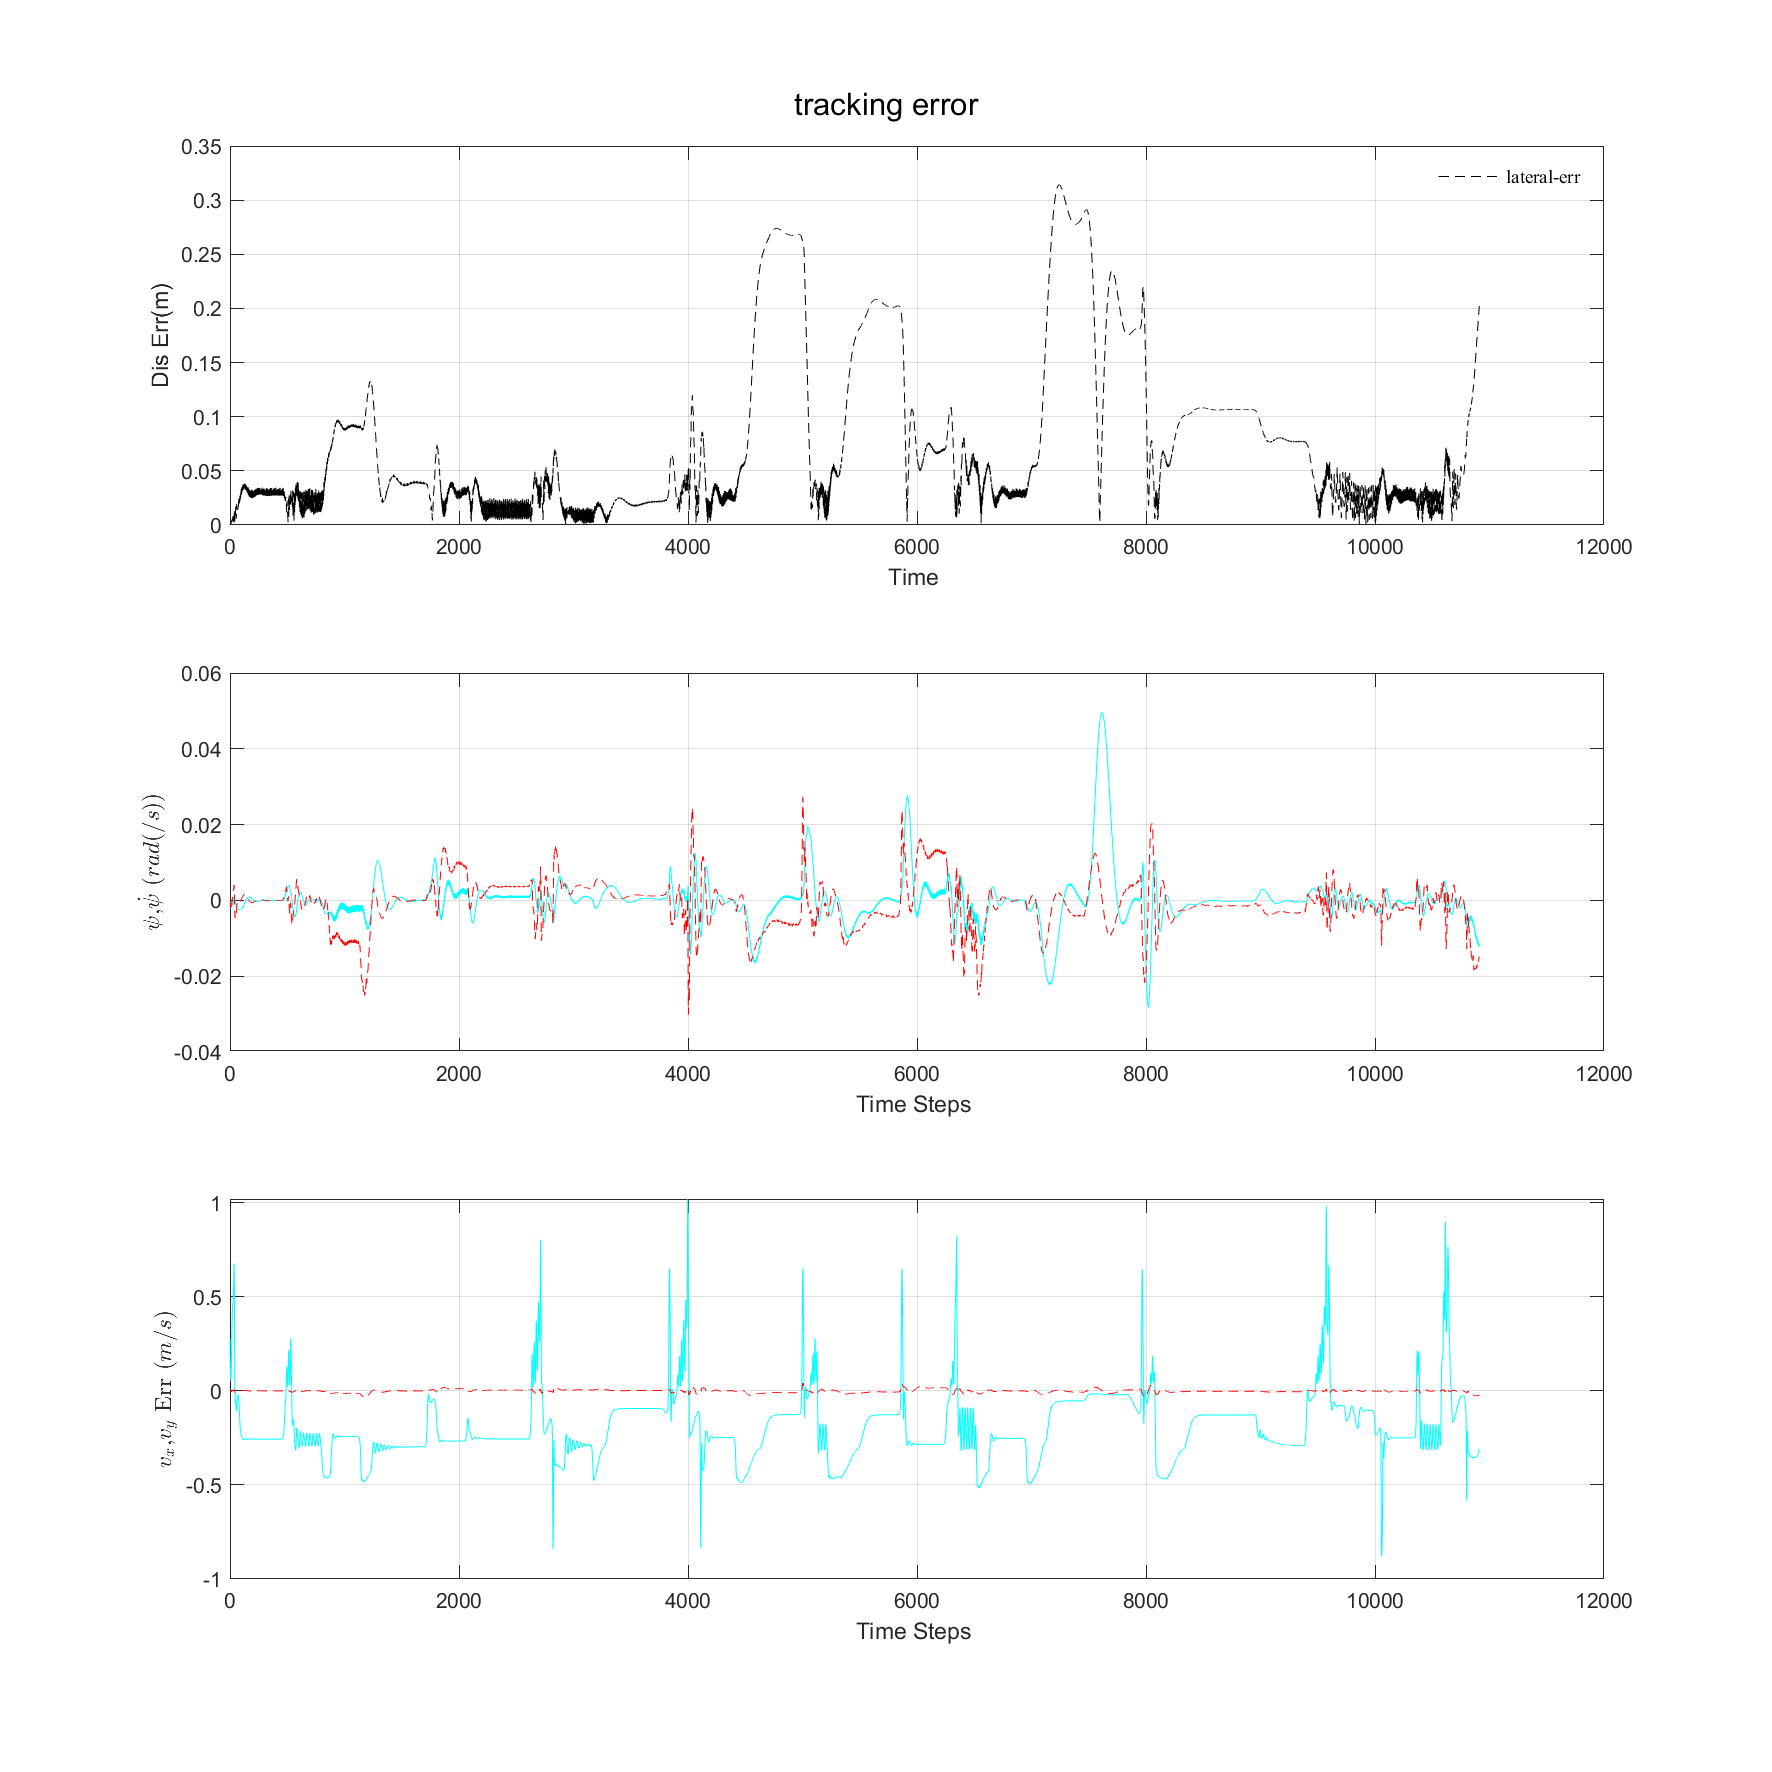 tracking error
0.35
0.3
0.25
0.2
0.15
0.1
0.05
0
Dis Err(m)
lateral-err
0 2000 4000 6000 8000 10000 12000
Time
0.06
0.04
0.02
0
-0.02
-0.04
ψ,ψ̇ (rad(/s))
0 2000 4000 6000 8000 10000 12000
Time Steps
1
0.5
0
-0.5
-1
vₓ,v_y Err (m/s)
0 2000 4000 6000 8000 10000 12000
Time Steps